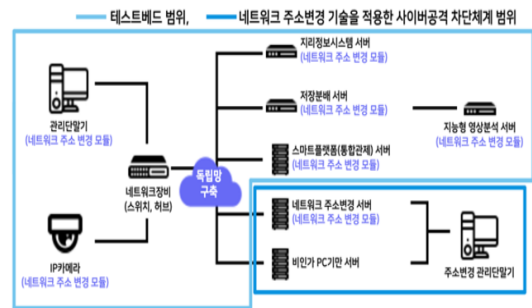 테스트베드 범위, 네트워크 주소변경 기술을 적용한 사이버공격 차단체계 범위
지리정보시스템 서버
(네트워크 주소 변경 모듈)
관리단말기
(네트워크 주소 변경 모듈)
저장분배 서버
(네트워크 주소 변경 모듈)
지능형 영상분석 서버
(네트워크 주소 변경 모듈)
스마트플랫폼(통합관제) 서버
(네트워크 주소 변경 모듈)
네트워크장비
(스위치, 허브)
독립망
구축
IP카메라
(네트워크 주소 변경 모듈)
네트워크 주소변경 서버
(네트워크 주소 변경 모듈)
비인가 PC기만 서버
주소변경 관리단말기